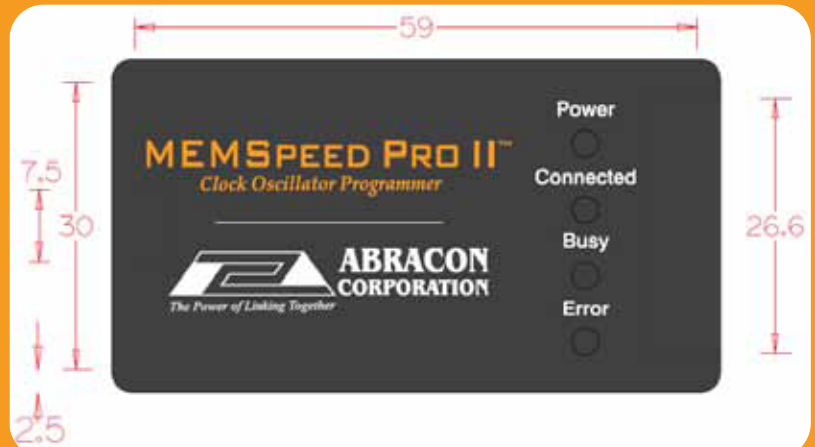 59
Power
MEMSPEED PRO II™
Clock Oscillator Programmer
Connected
7.5
30
Busy
26.6
ABRACON
CORPORATION
The Power of Linking Together
Error
2.5